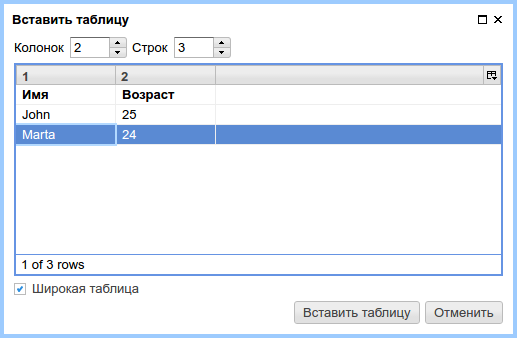 Вставить таблицу
Колонок 2 Строк 3
1 2
Имя Возраст
John 25
Marta 24
1 of 3 rows
Широкая таблица
Вставить таблицу Отменить